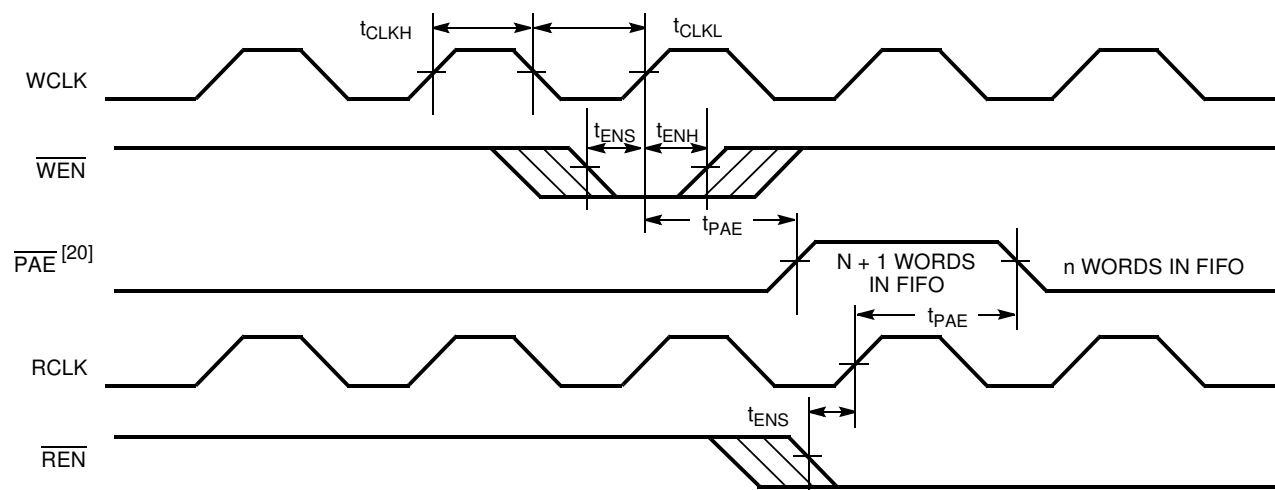 tCLKH
tCLKL
WCLK
tENS
tENH
WEN
tPAE
PAE [20]
N + 1 WORDS
IN FIFO
n WORDS IN FIFO
tPAE
RCLK
tENS
REN